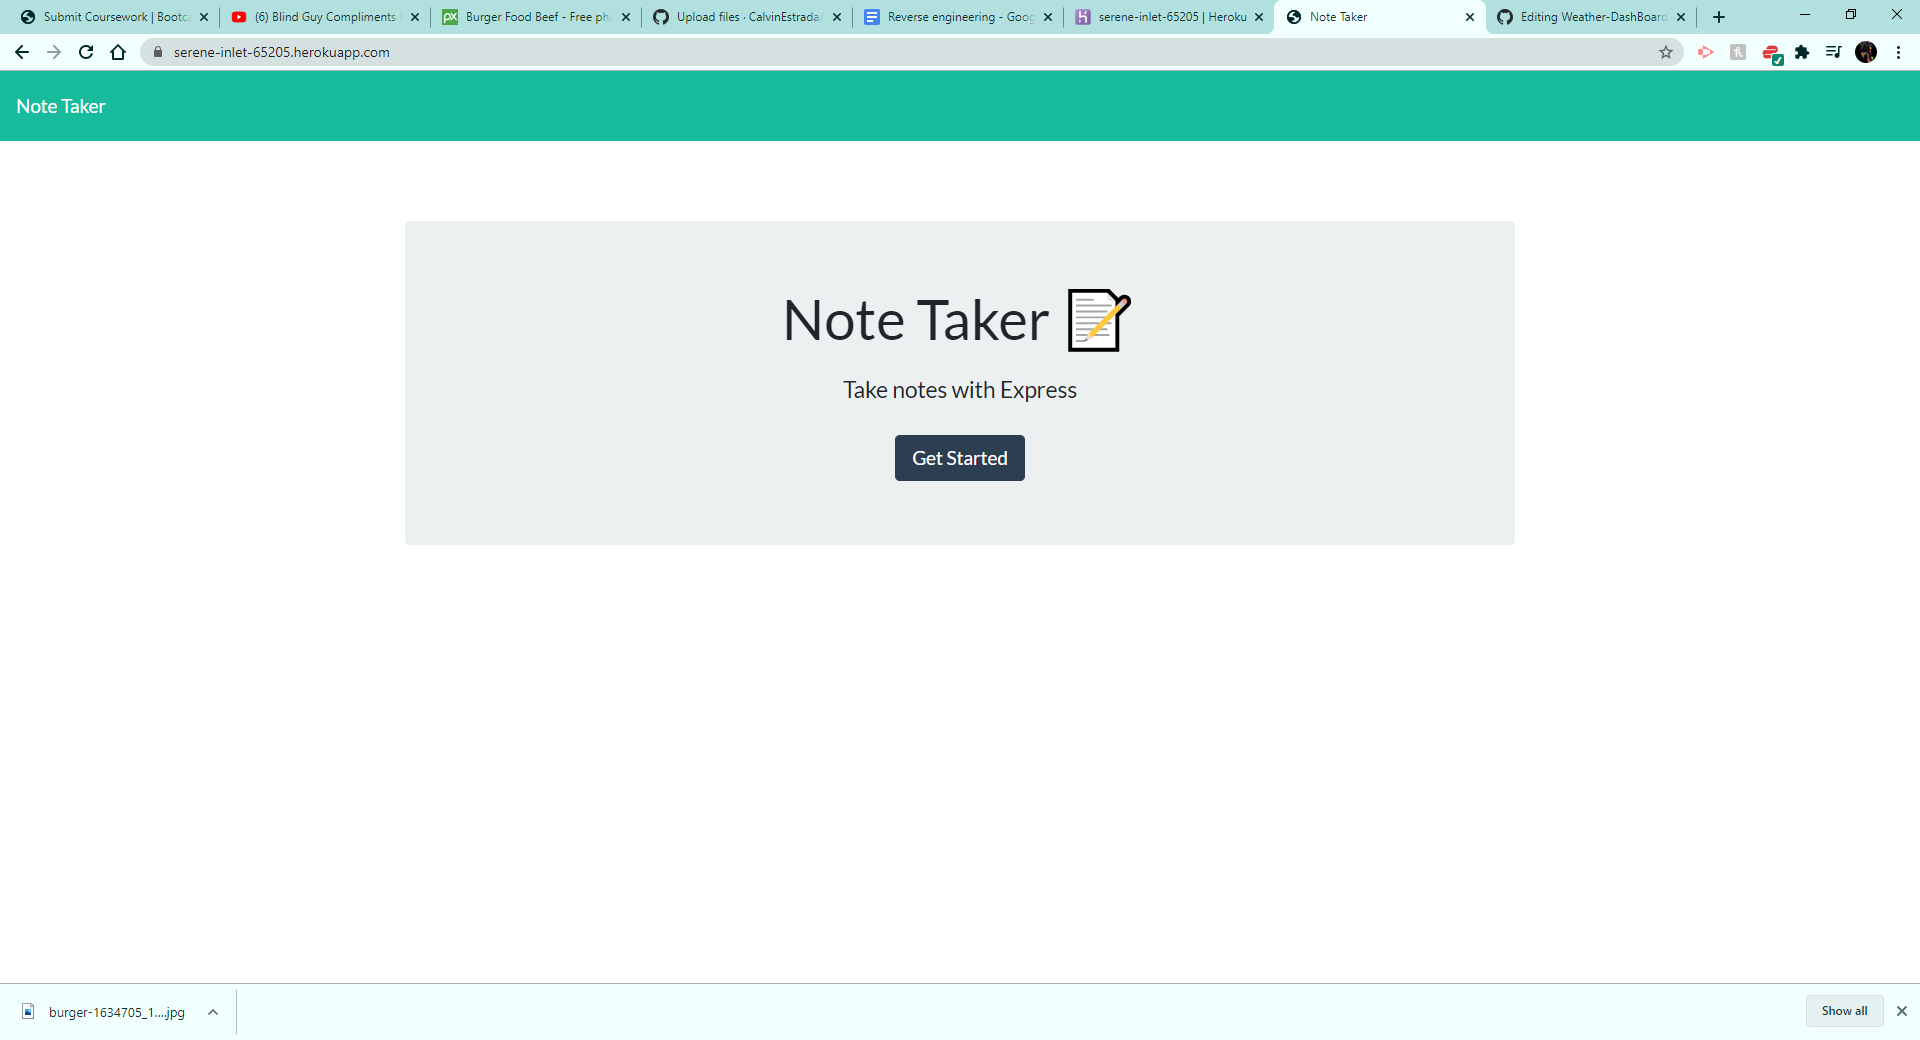 Submit Coursework | Bootc
(6) Blind Guy Compliments
px
Burger Food Beef - Free ph
Upload files · CalvinEstrada/
Reverse engineering - Goog
serene-inlet-65205 | Heroku
Note Taker
Editing Weather-DashBoard
serene-inlet-65205.herokuapp.com
Note Taker
Note Taker
Take notes with Express
Get Started
burger-1634705_1....jpg
Show all